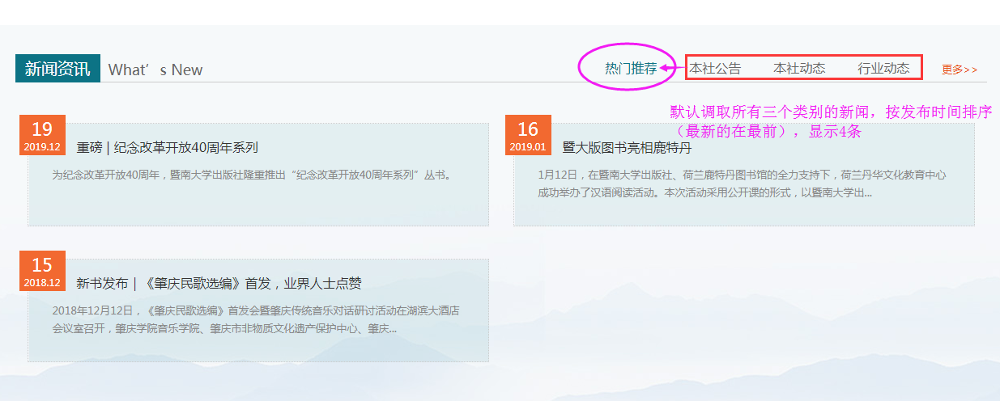 新闻资讯 What's New 热门推荐 本社公告 本社动态 行业动态 更多>>
默认调取所有三个类别的新闻，按发布时间排序
（最新的在最前），显示4条
19
2019.12
重磅 | 纪念改革开放40周年系列
为纪念改革开放40周年，暨南大学出版社隆重推出“纪念改革开放40周年系列”丛书。
16
2019.01
暨大版图书亮相鹿特丹
1月12日，在暨南大学出版社、荷兰鹿特丹图书馆的全力支持下，荷兰丹华文化教育中心
成功举办了汉语阅读活动。本次活动采用公开课的形式，以暨南大学出...
15
2018.12
新书发布 | 《肇庆民歌选编》首发，业界人士点赞
2018年12月12日，《肇庆民歌选编》首发会暨肇庆传统音乐对话研讨活动在湖滨大酒店
会议室召开，肇庆学院音乐学院、肇庆市非物质文化遗产保护中心、肇庆...